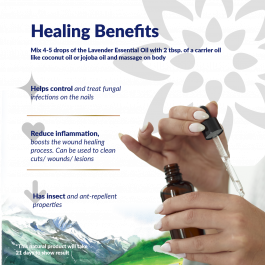 Healing Benefits
Mix 4-5 drops of the Lavender Essential Oil with 2 tbsp. of a carrier oil
like coconut oil or jojoba oil and massage on body
Helps control and treat fungal
infections on the nails
Reduce inflammation,
boosts the wound healing
process. Can be used to clean
cuts/ wounds/ lesions
Has insect and ant-repellent
properties
*This natural product will take
21 days to show result